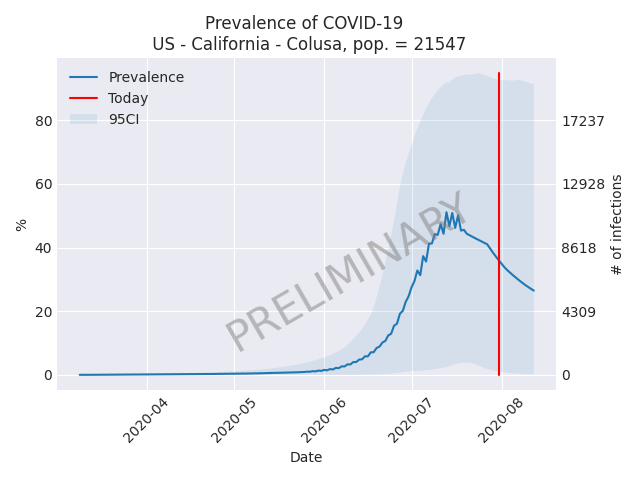 Prevalence of COVID-19
US - California - Colusa, pop. = 21547
Prevalence
Today
95CI
%
80
60
40
20
0
17237
12928
8618
4309
0
# of infections
PRELIMINARY
2020-04
2020-05
2020-06
2020-07
2020-08
Date